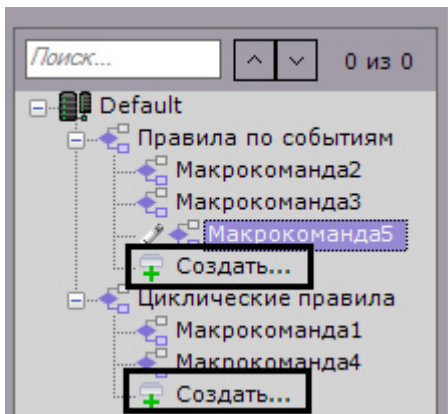 Поиск... 0 из 0
Default
Правила по событиям
Макрокоманда2
Макрокоманда3
Макрокоманда5
Создать...
Циклические правила
Макрокоманда1
Макрокоманда4
Создать...